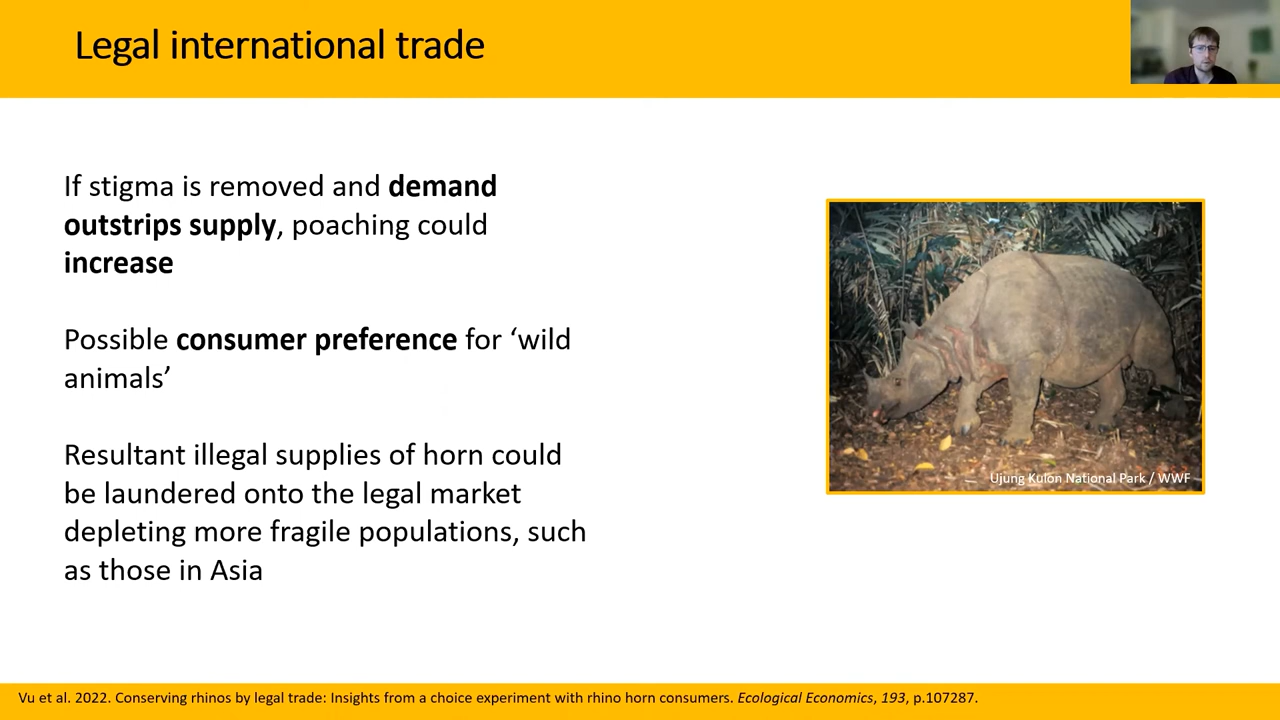 Legal international trade
If stigma is removed and demand
outstrips supply, poaching could
increase
Possible consumer preference for ‘wild
animals’
Resultant illegal supplies of horn could
be laundered onto the legal market
depleting more fragile populations, such
as those in Asia
Ujung Kulon National Park / WWF
Vu et al. 2022. Conserving rhinos by legal trade: Insights from a choice experiment with rhino horn consumers. Ecological Economics, 193, p.107287.